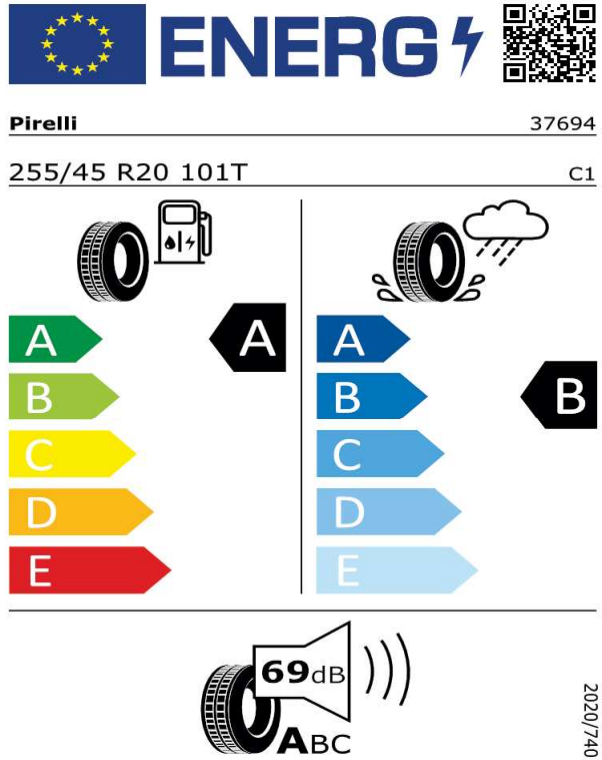 ENERG
Pirelli 37694
255/45 R20 101T C1
A A
B
C
D
E
A
B B
C
D
E
69dB
ABC
2020/740